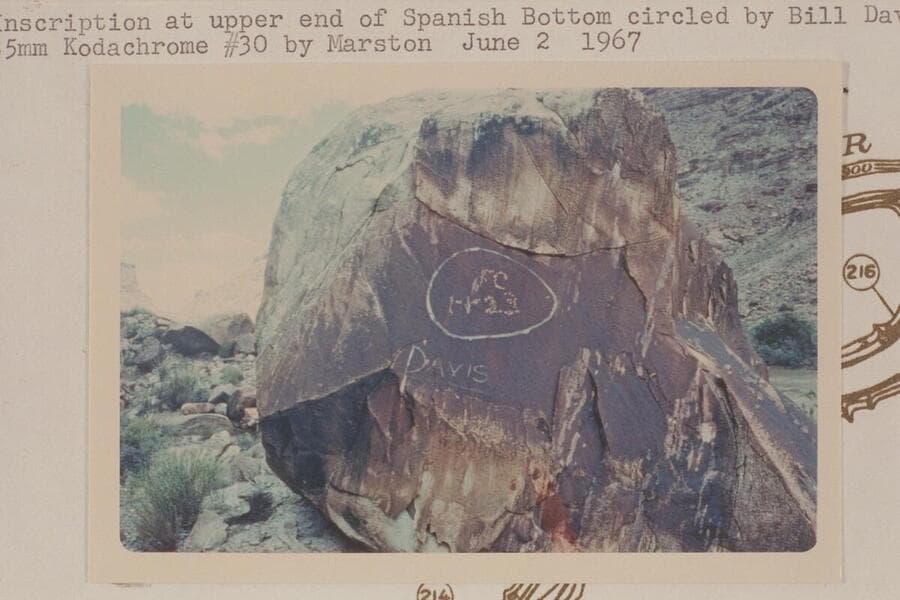 Inscription at upper end of Spanish Bottom circled by Bill Dav
5mm Kodachrome #30 by Marston June 2 1967
R
216
DAVIS
214